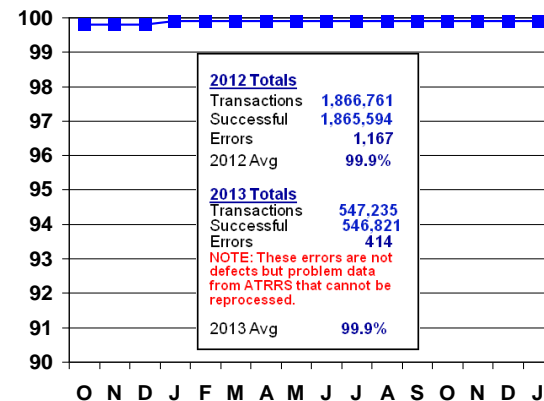 100
99
98
97
96
95
94
93
92
91
90
2012 Totals
Transactions 1,866,761
Successful 1,865,594
Errors 1,167
2012 Avg 99.9%
2013 Totals
Transactions 547,235
Successful 546,821
Errors 414
NOTE: These errors are not
defects but problem data
from ATRRS that cannot be
reprocessed.
2013 Avg 99.9%
O N D J F M A M J J A S O N D J